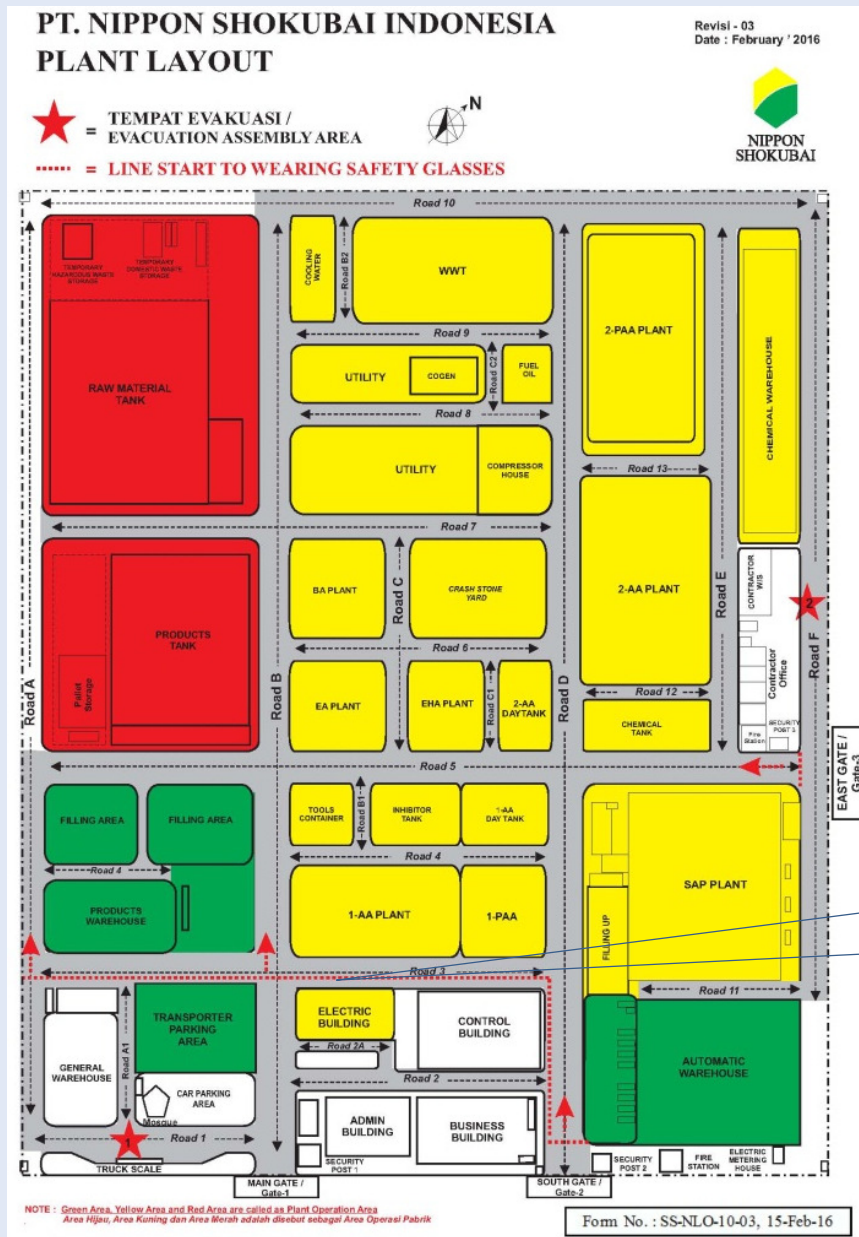 PT. NIPPON SHOKUBAI INDONESIA
PLANT LAYOUT
Revisi - 03
Date : February ' 2016
NIPPON
SHOKUBAI
= TEMPAT EVAKUASI /
EVACUATION ASSEMBLY AREA
N
= LINE START TO WEARING SAFETY GLASSES
Road 10
TEMPORARY
HAZARDOUS WASTE
STORAGE
TEMPORARY
DOMESTIC WASTE
STORAGE
RAW MATERIAL
TANK
COOLING
WATER
Road B2
WWT
2-PAA PLANT
CHEMICAL WAREHOUSE
Road 9
UTILITY
COGEN
Road C2
FUEL
OIL
Road 8
UTILITY
COMPRESSOR
HOUSE
Road 13
Road 7
PRODUCTS
TANK
Pallet
Storage
BA PLANT
Road C
CRASH STONE
YARD
2-AA PLANT
Road E
CONTRACTOR
W/S
2
Contractor
Office
Road F
Road 6
Road A
Road B
EA PLANT
EHA PLANT
Road C1
2-AA
DAYTANK
Road D
Road 12
CHEMICAL
TANK
Fire
Station
SECURITY
POST 3
Road 5
EAST GATE /
Gate-3
FILLING AREA
FILLING AREA
TOOLS
CONTAINER
Road B1
INHIBITOR
TANK
1-AA
DAY TANK
Road 4
Road 4
PRODUCTS
WAREHOUSE
1-AA PLANT
1-PAA
SAP PLANT
FILLING UP
Road 3
Road 11
GENERAL
WAREHOUSE
Road A1
TRANSPORTER
PARKING
AREA
CAR PARKING
AREA
Mosque
ELECTRIC
BUILDING
Road 2A
CONTROL
BUILDING
AUTOMATIC
WAREHOUSE
Road 2
1
Road 1
TRUCK SCALE
ADMIN
BUILDING
BUSINESS
BUILDING
SECURITY
POST 1
SECURITY
POST 2
FIRE
STATION
ELECTRIC
METERING
HOUSE
MAIN GATE /
Gate-1
SOUTH GATE /
Gate-2
NOTE : Green Area, Yellow Area and Red Area are called as Plant Operation Area
Area Hijau, Area Kuning dan Area Merah adalah disebut sebagai Area Operasi Pabrik
Form No. : SS-NLO-10-03, 15-Feb-16